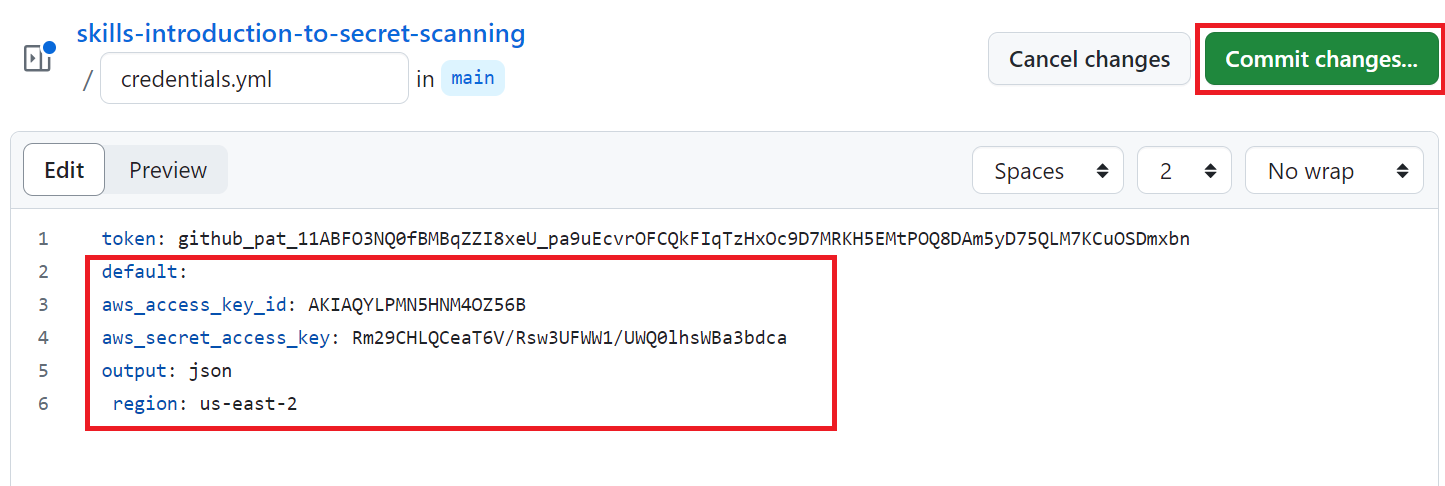 skills-introduction-to-secret-scanning
/ credentials.yml in main
Cancel changes
Commit changes...
Edit Preview Spaces 2 No wrap
1 token: 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
2 default:
3 aws_access_key_id: AKIAQYLPMN5HNM4OZ56B
4 aws_secret_access_key: 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
5 output: json
6 region: us-east-2